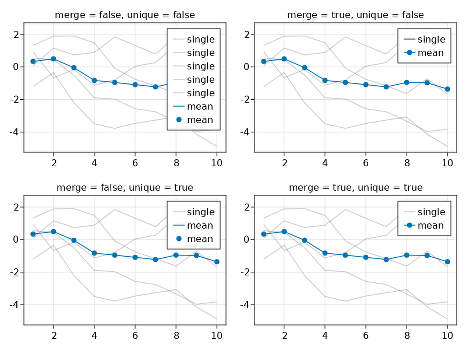 merge = false, unique = false
2
0
-2
-4
2
4
6
8
10
single
single
single
single
single
mean
mean
merge = true, unique = false
2
0
-2
-4
2
4
6
8
10
single
mean
merge = false, unique = true
2
0
-2
-4
2
4
6
8
10
single
mean
mean
merge = true, unique = true
2
0
-2
-4
2
4
6
8
10
single
mean